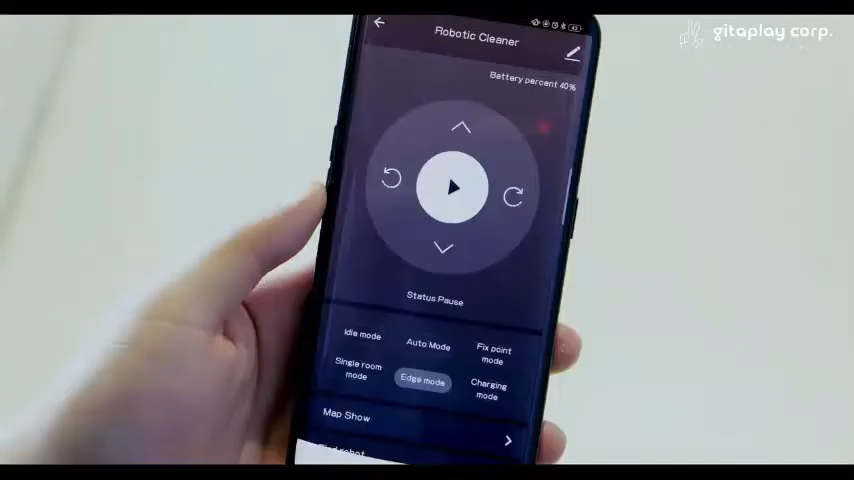 gitaplay corp.
Robotic Cleaner
Battery percent 40%
Status Pause
Idle mode
Auto Mode
Fix point
mode
Single room
mode
Edge mode
Charging
mode
Map Show
robot